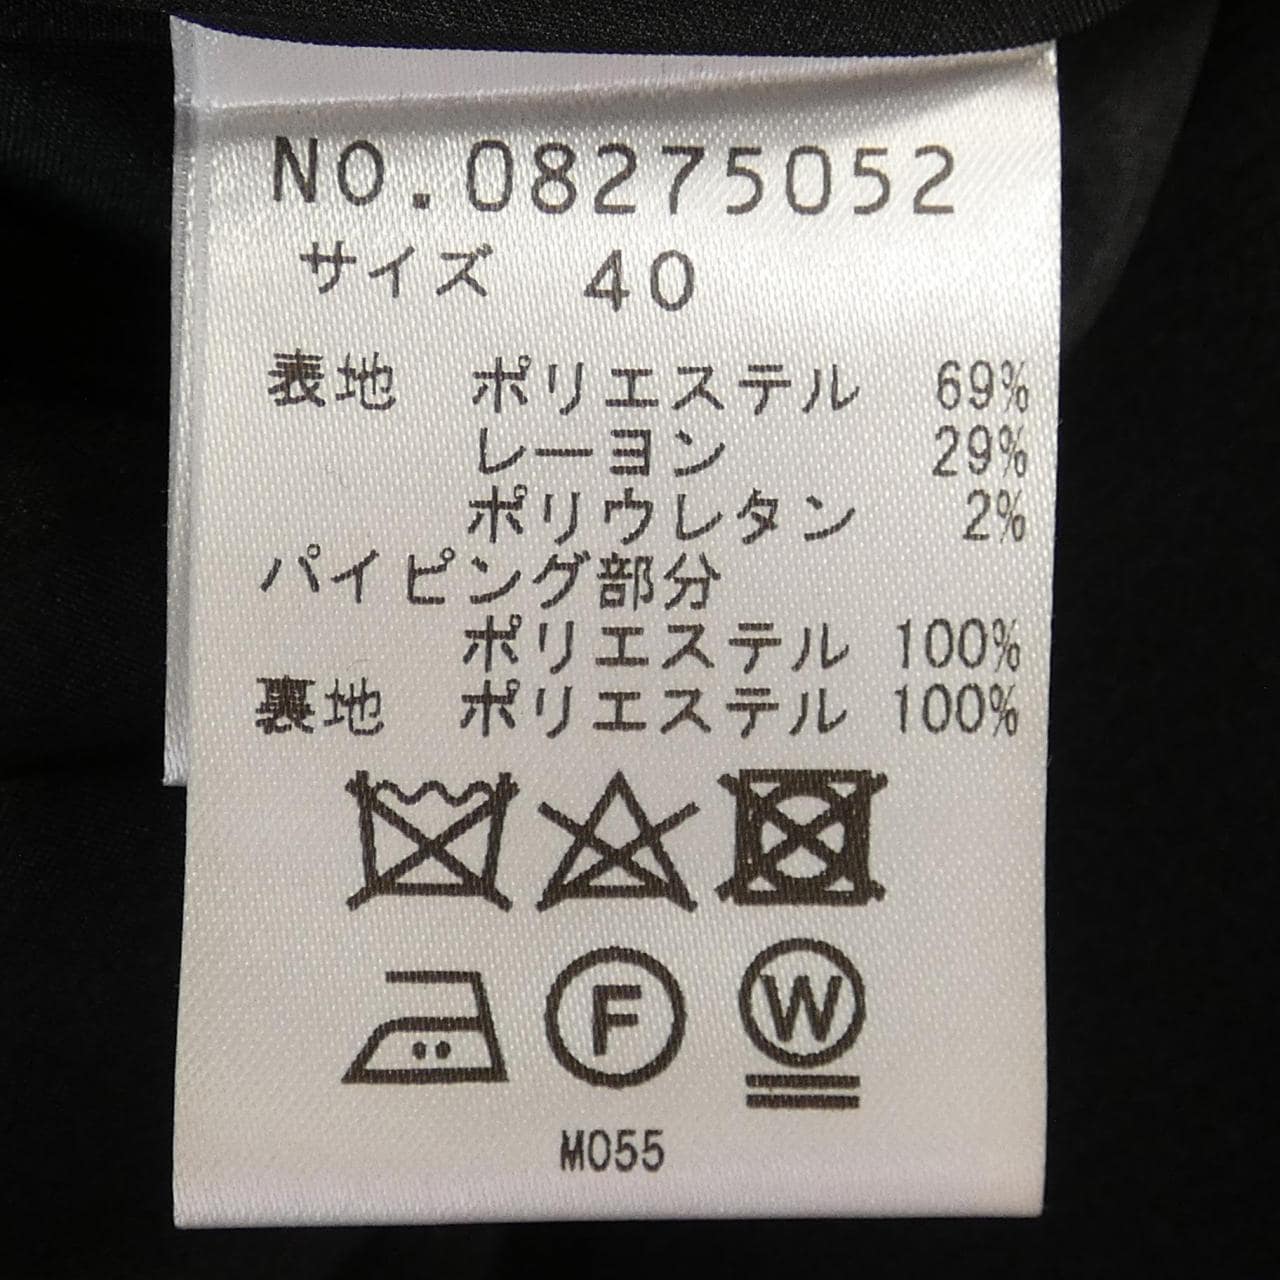 NO.08275052
サイズ 40
表地 ポリエステル 69%
レーヨン 29%
ポリウレタン 2%
パイピング部分
ポリエステル 100%
裏地 ポリエステル 100%
F W
M055